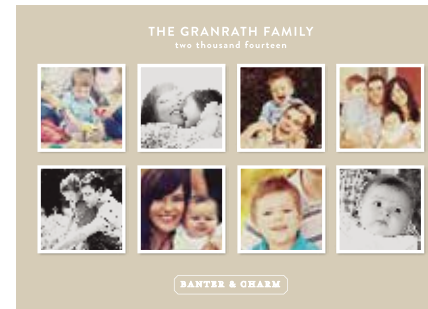 THE GRANRATH FAMILY
two thousand fourteen
BANTER & CHARM